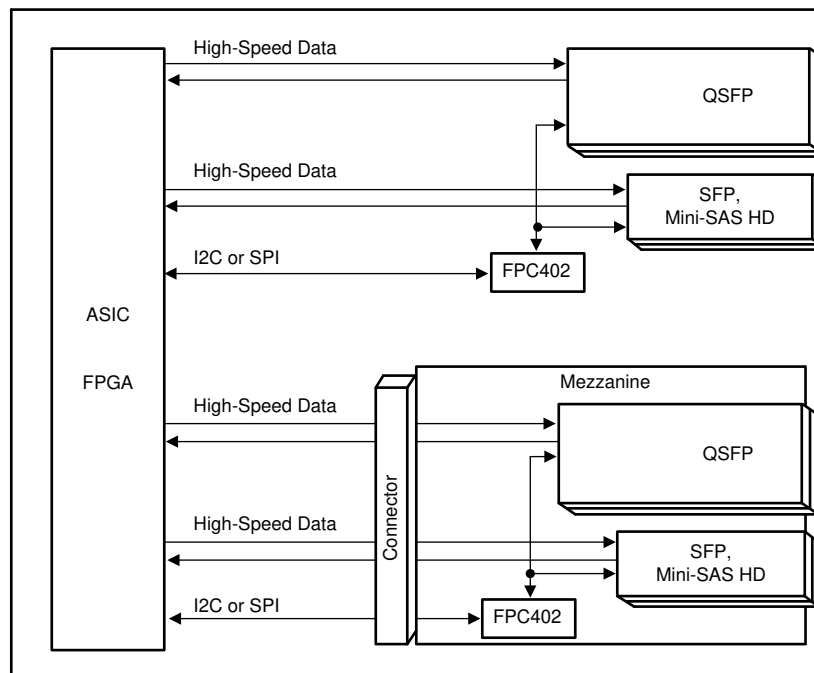 High-Speed Data
QSFP
High-Speed Data
SFP,
Mini-SAS HD
I2C or SPI
FPC402
ASIC
FPGA
Mezzanine
High-Speed Data
QSFP
Connector
High-Speed Data
SFP,
Mini-SAS HD
I2C or SPI
FPC402